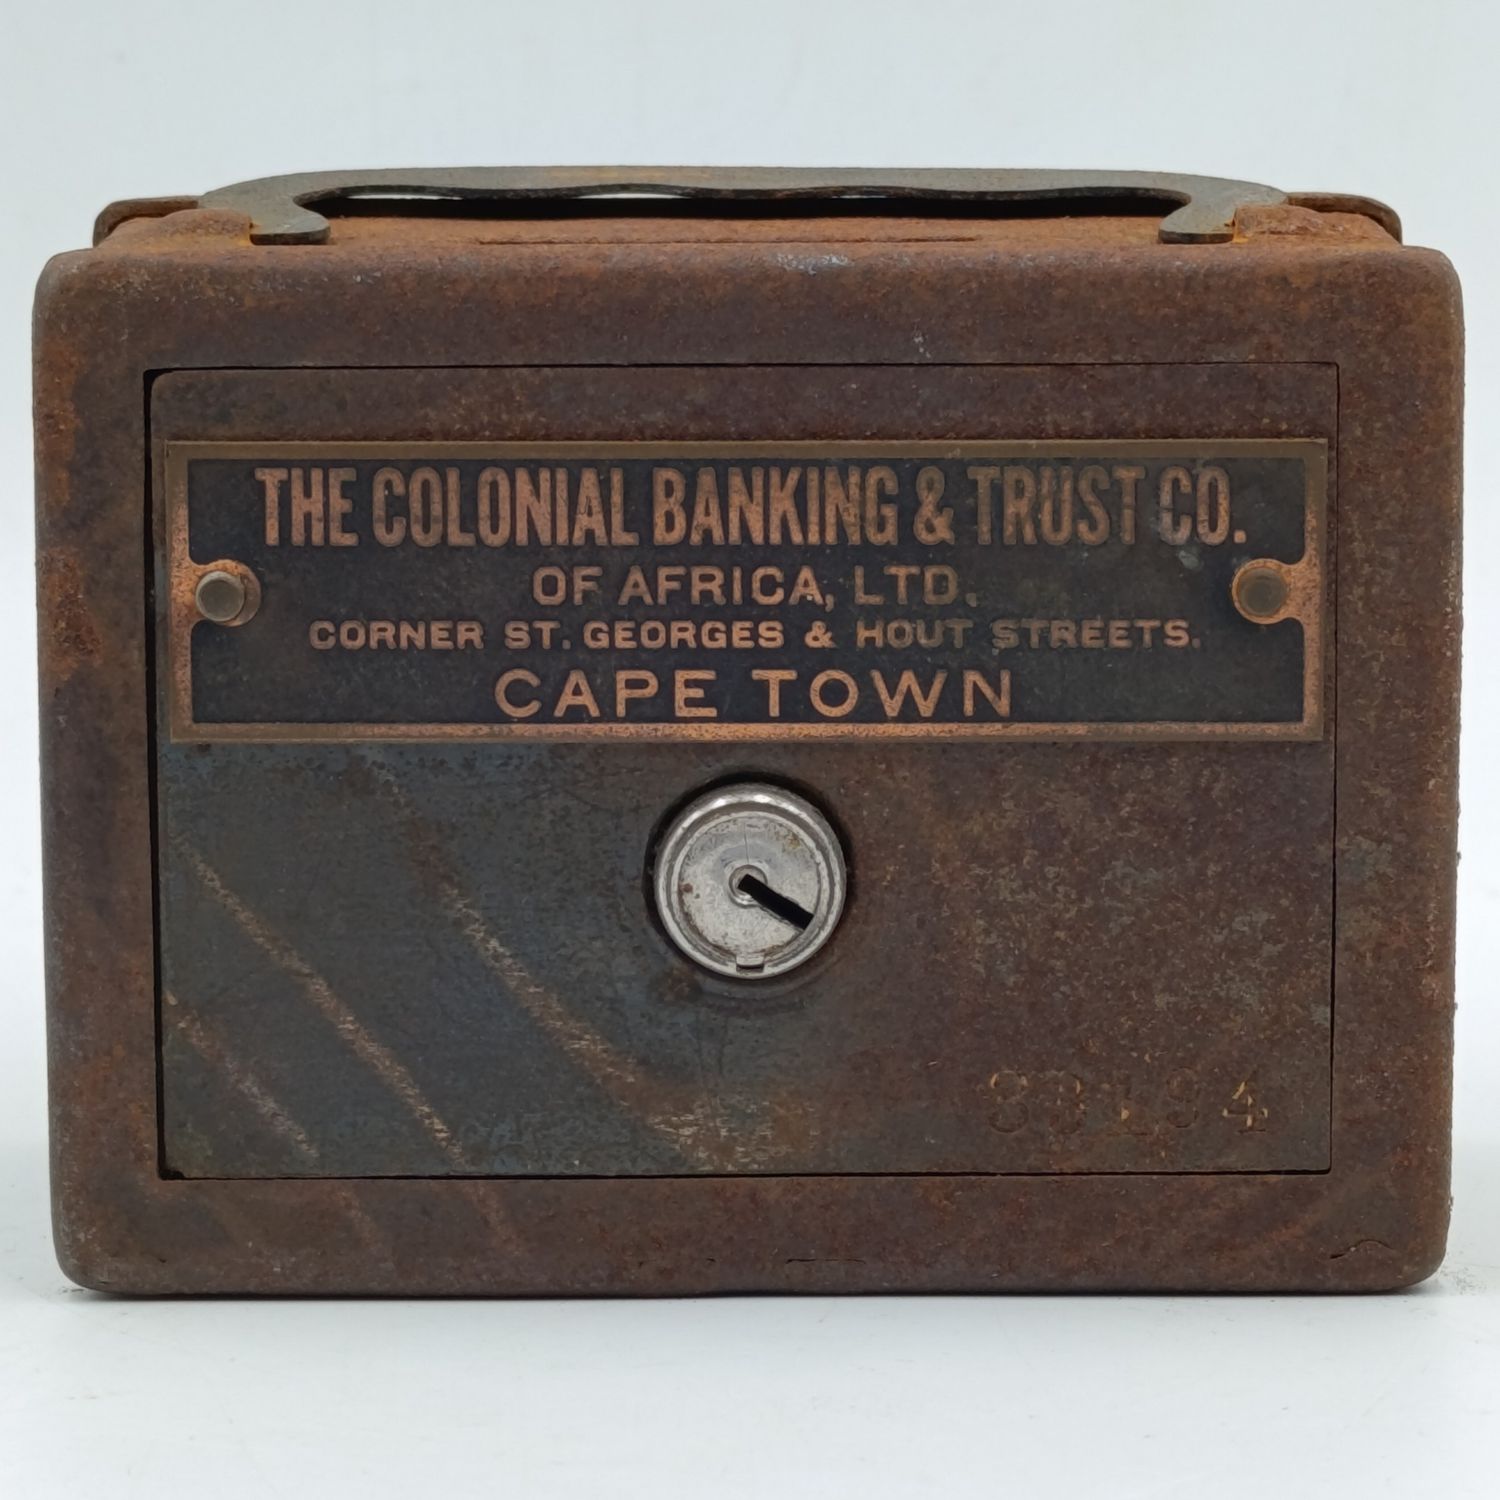 THE COLONIAL BANKING & TRUST CO.
OF AFRICA, LTD.
CORNER ST. GEORGES & HOUT STREETS.
CAPE TOWN